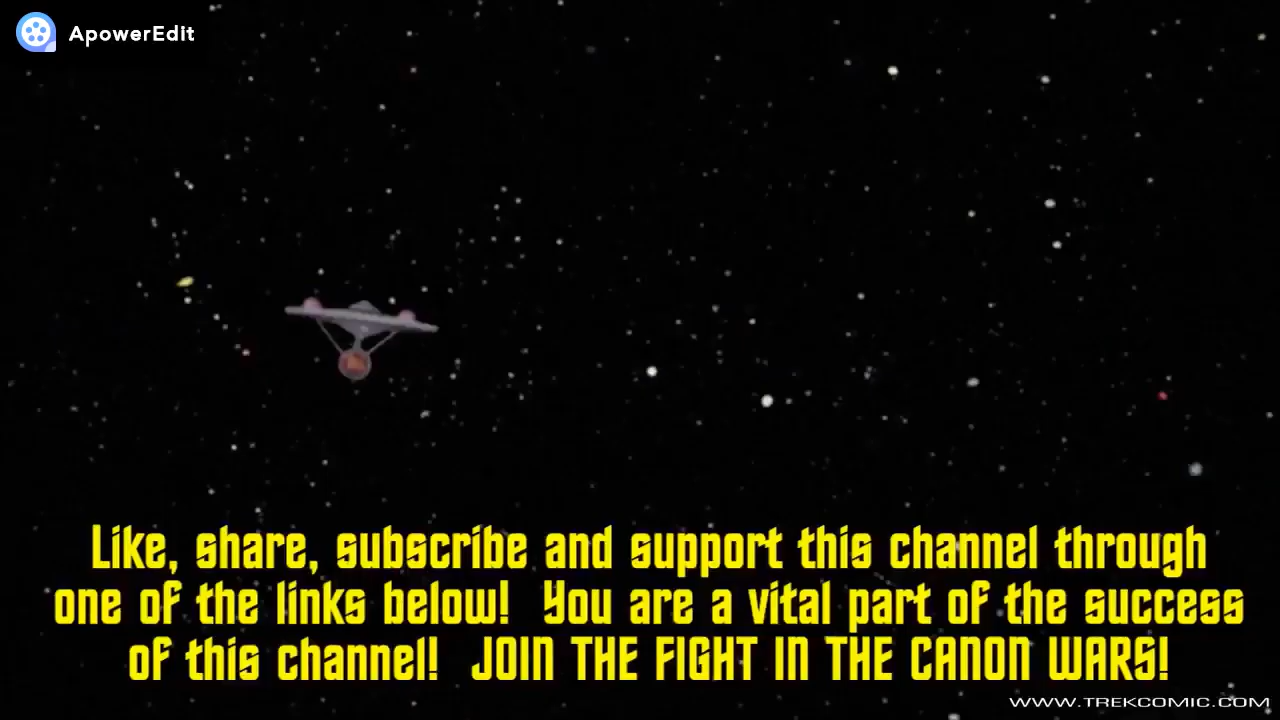 ApowerEdit
Like, share, subscribe and support this channel through
one of the links below!  You are a vital part of the success
of this channel!  JOIN THE FIGHT IN THE CANON WARS!
WWW.TREKCOMIC.COM